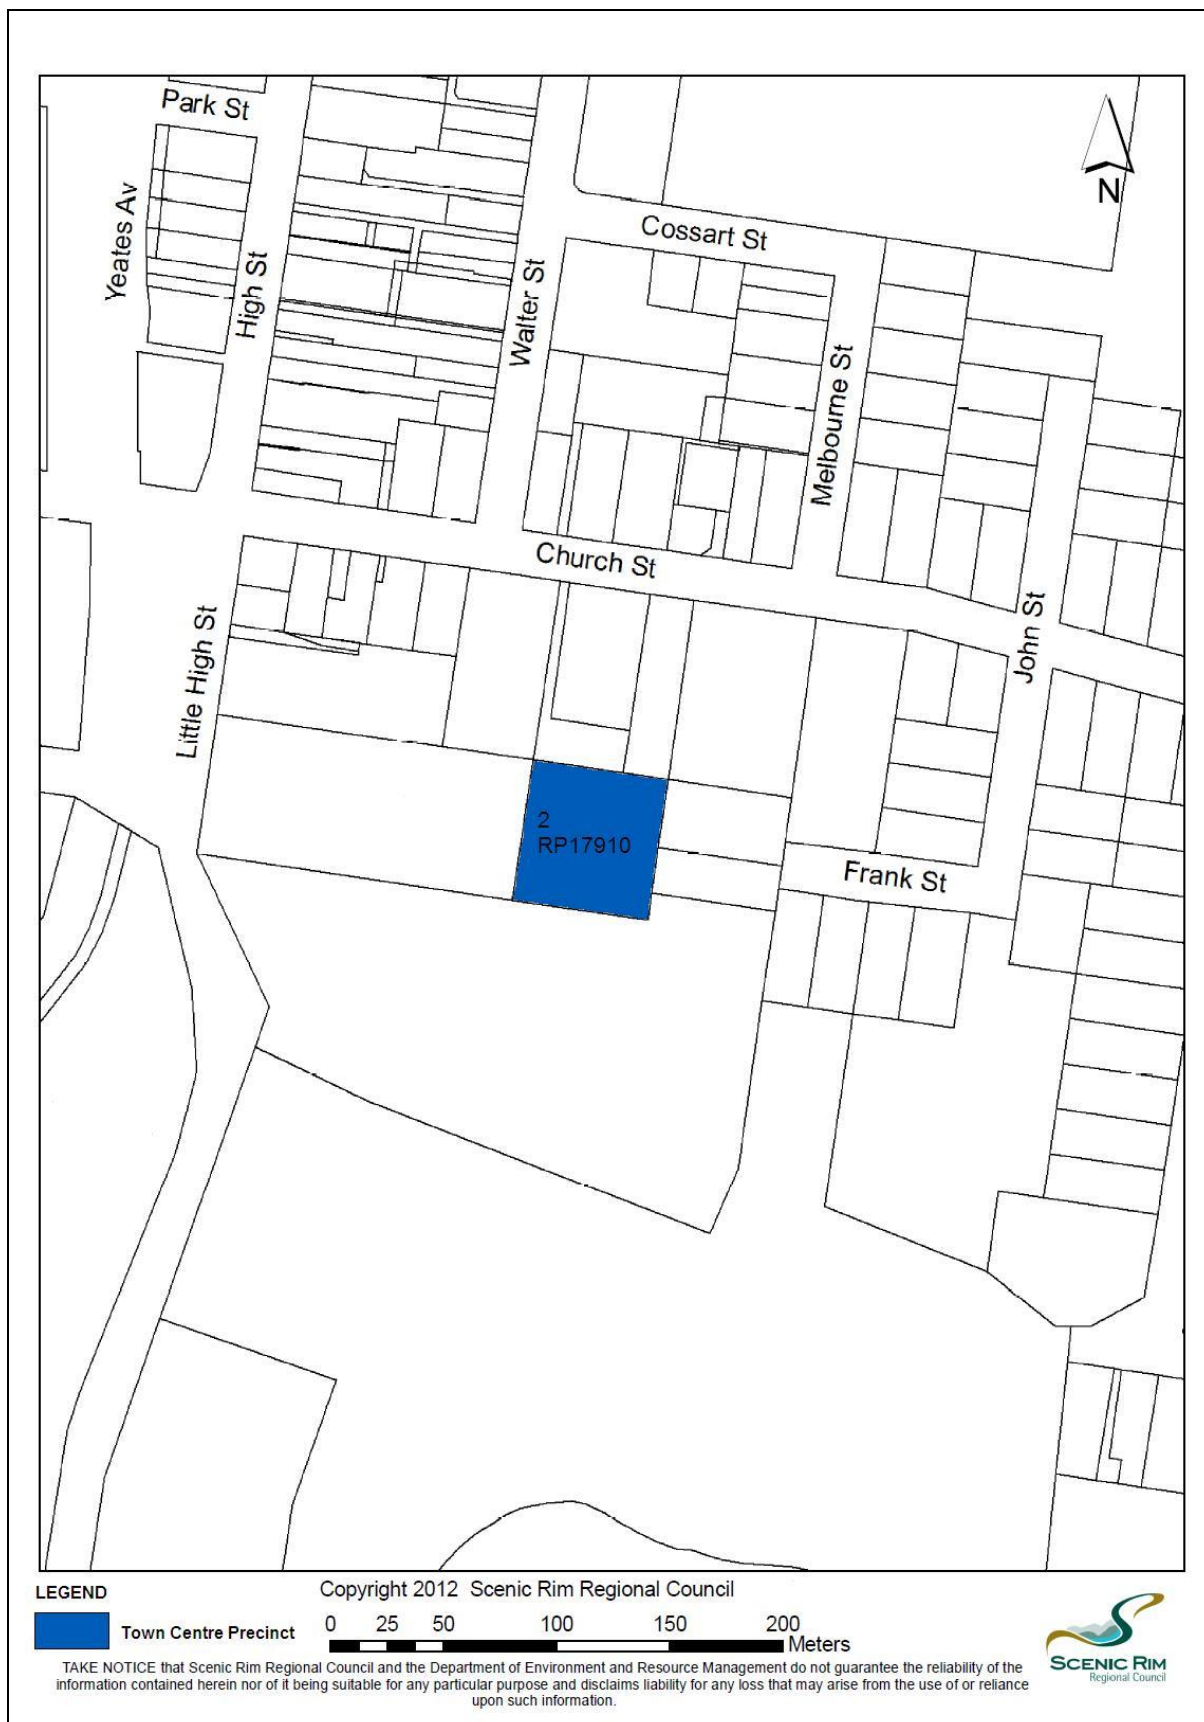 Park St
N
Yeates Av
Cossart St
High St
Walter St
Melbourne St
Church St
John St
Little High St
2
RP17910
Frank St
LEGEND
Copyright 2012 Scenic Rim Regional Council
Town Centre Precinct
0 25 50 100 150 200
Meters
SCENIC RIM
Regional Council
TAKE NOTICE that Scenic Rim Regional Council and the Department of Environment and Resource Management do not guarantee the reliability of the
information contained herein nor of it being suitable for any particular purpose and disclaims liability for any loss that may arise from the use of or reliance
upon such information.